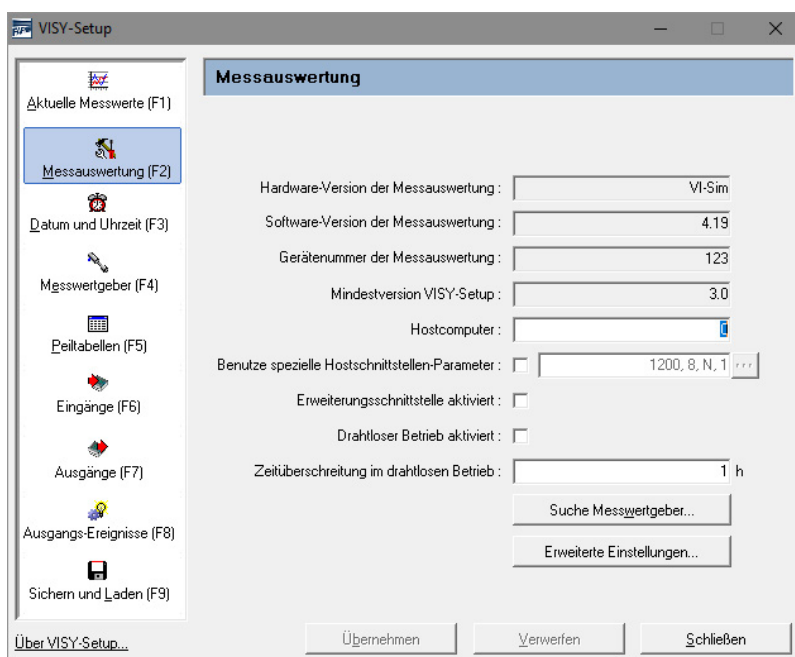 VISY-Setup
Aktuelle Messwerte (F1)
Messauswertung (F2)
Datum und Uhrzeit (F3)
Messwertgeber (F4)
Peiltabellen (F5)
Eingänge (F6)
Ausgänge (F7)
Ausgangs-Ereignisse (F8)
Sichern und Laden (F9)
Über VISY-Setup...
Messauswertung
Hardware-Version der Messauswertung : VI-Sim
Software-Version der Messauswertung : 4.19
Gerätenummer der Messauswertung : 123
Mindestversion VISY-Setup : 3.0
Hostcomputer :
Benutze spezielle Hostschnittstellen-Parameter : 1200, 8, N, 1 ...
Erweiterungsschnittstelle aktiviert :
Drahtloser Betrieb aktiviert :
Zeitüberschreitung im drahtlosen Betrieb : 1 h
Suche Messwertgeber...
Erweiterte Einstellungen...
Übernehmen Verwerfen Schließen